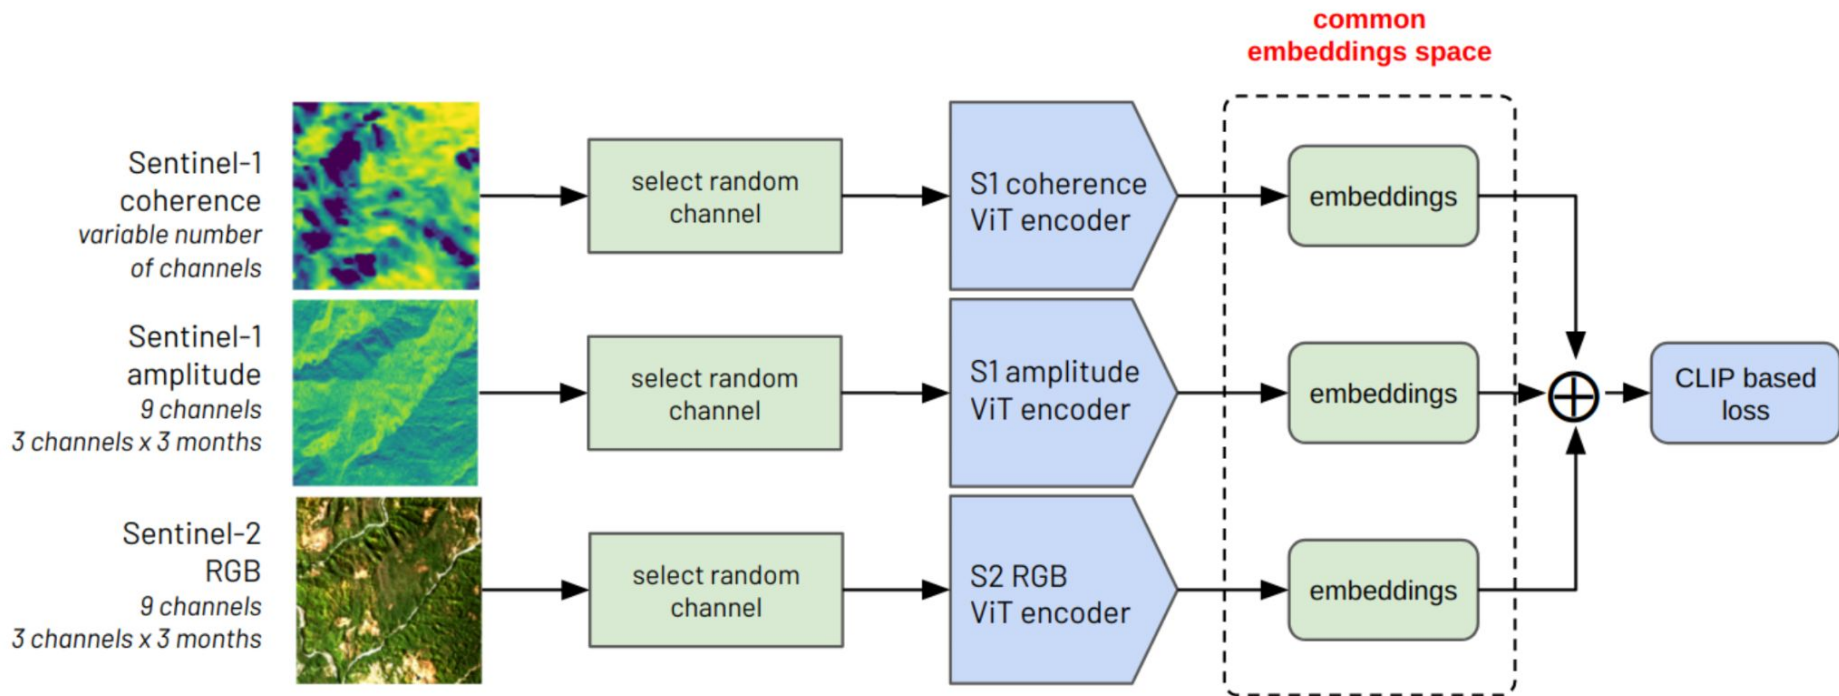 common
embeddings space
Sentinel-1
coherence
variable number
of channels
select random
channel
S1 coherence
ViT encoder
embeddings
Sentinel-1
amplitude
9 channels
3 channels x 3 months
select random
channel
S1 amplitude
ViT encoder
embeddings
CLIP based
loss
Sentinel-2
RGB
9 channels
3 channels x 3 months
select random
channel
S2 RGB
ViT encoder
embeddings